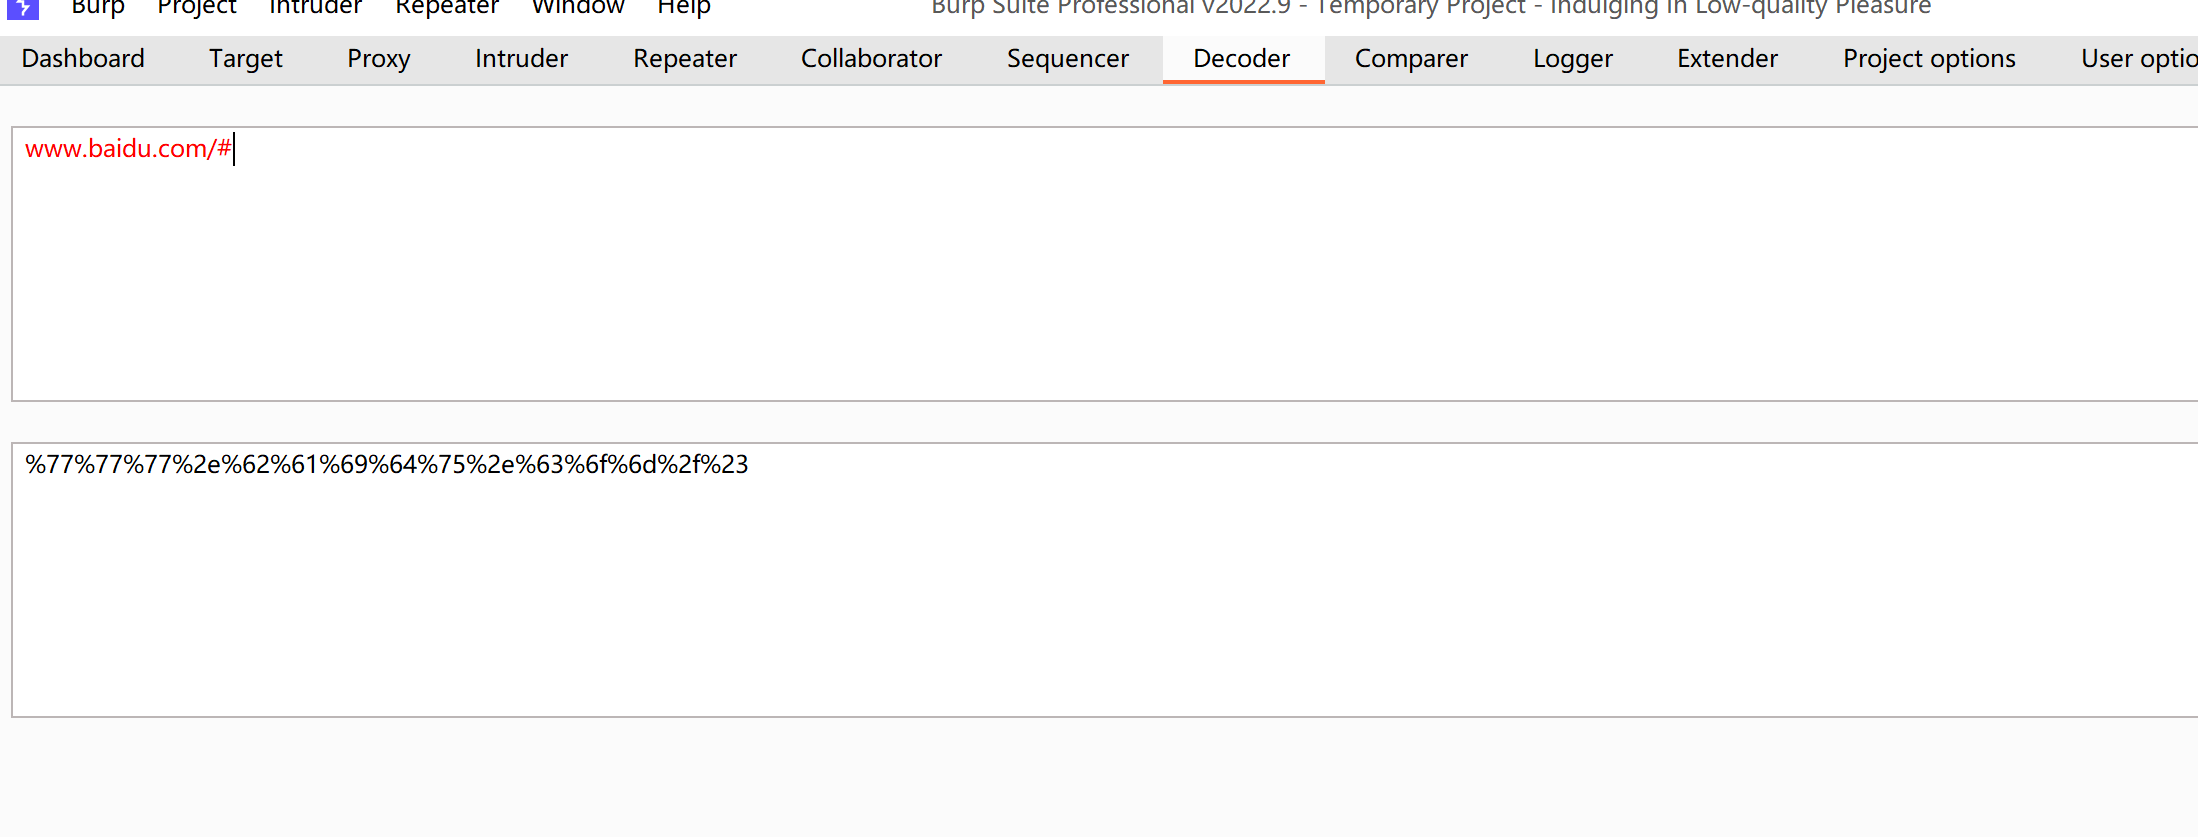 Burp Project Intruder Repeater Window Help Burp Suite Professional v2022.9 - Temporary Project - Indulging in Low-quality Pleasure
Dashboard Target Proxy Intruder Repeater Collaborator Sequencer Decoder Comparer Logger Extender Project options User optio
www.baidu.com/#
%77%77%77%2e%62%61%69%64%75%2e%63%6f%6d%2f%23